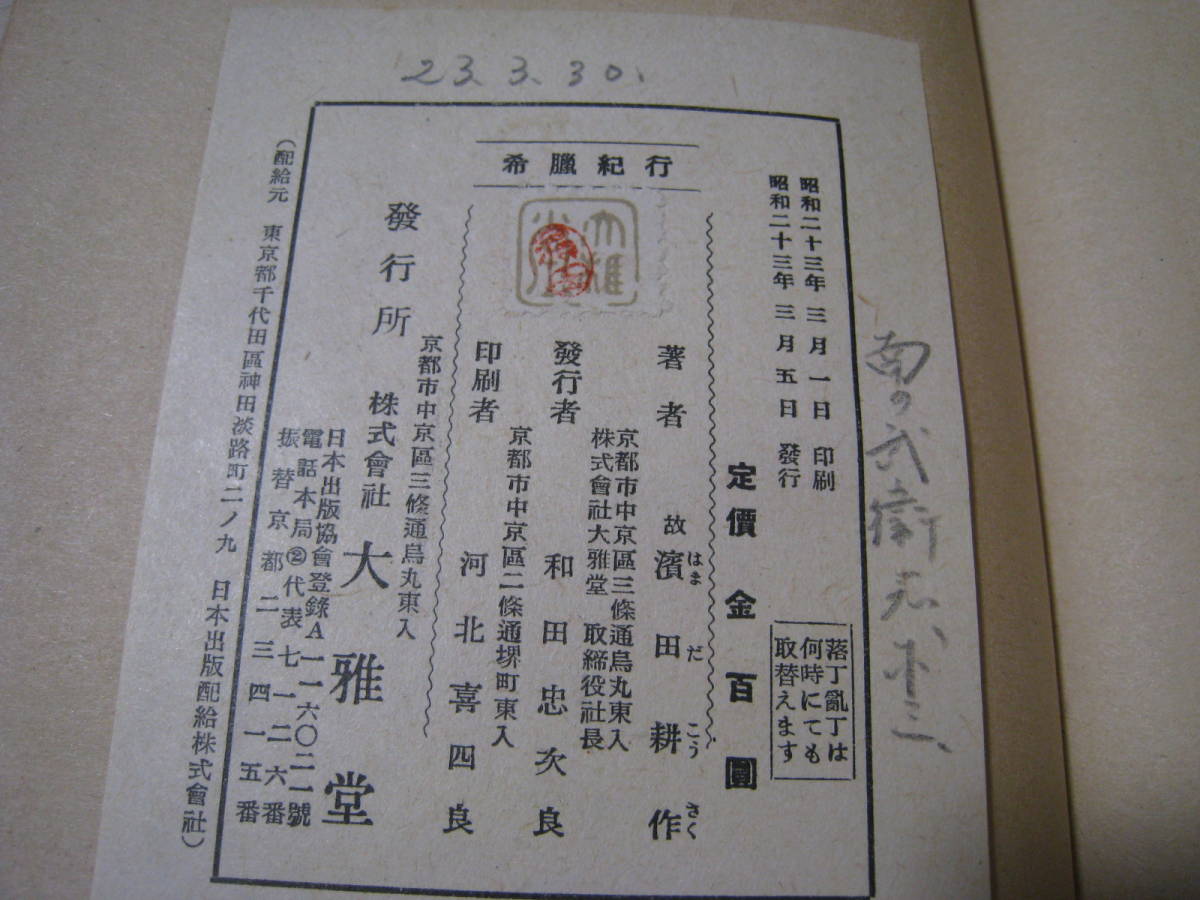 23.3.30.
希臘紀行
昭和二十三年三月一日 印刷
昭和二十三年三月五日 發行
定價金百圓
落丁亂丁は
何時にても
取替えます
著者 故 濱田耕作
はまだ こうさく
京都市中京區三條通烏丸東入
株式會社大雅堂 取締役社長
發行者 和田忠次良
京都市中京區二條通堺町東入
印刷者 河北喜四良
京都市中京區三條通烏丸東入
發行所 株式會社 大雅堂
日本出版協會登錄A一一六〇二一號
電話本局②代表七一二六番
振替京都二三四一五番
(配給元 東京都千代田區神田淡路町二ノ九 日本出版配給株式會社)